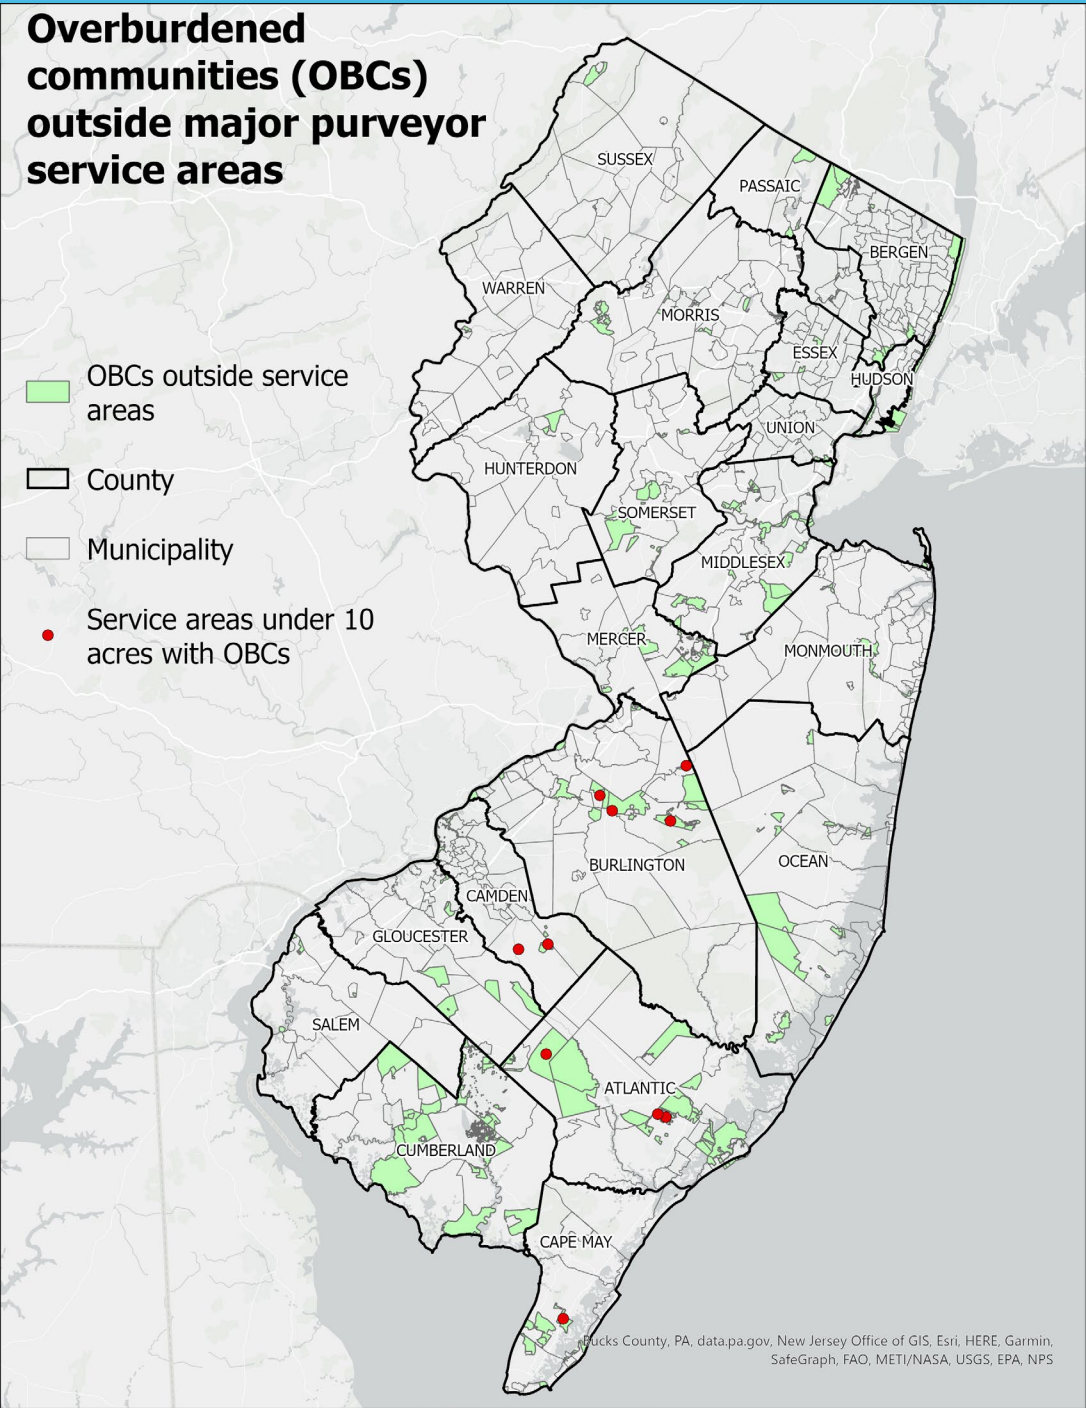 Overburdened
communities (OBCs)
outside major purveyor
service areas
SUSSEX
PASSAIC
BERGEN
WARREN
MORRIS
ESSEX
HUDSON
OBCs outside service
areas
UNION
HUNTERDON
County
SOMERSET
Municipality
MIDDLESEX
Service areas under 10
acres with OBCs
MERCER
MONMOUTH
BURLINGTON
OCEAN
CAMDEN
GLOUCESTER
SALEM
ATLANTIC
CUMBERLAND
CAPE MAY
Bucks County, PA, data.pa.gov, New Jersey Office of GIS, Esri, HERE, Garmin,
SafeGraph, FAO, METI/NASA, USGS, EPA, NPS